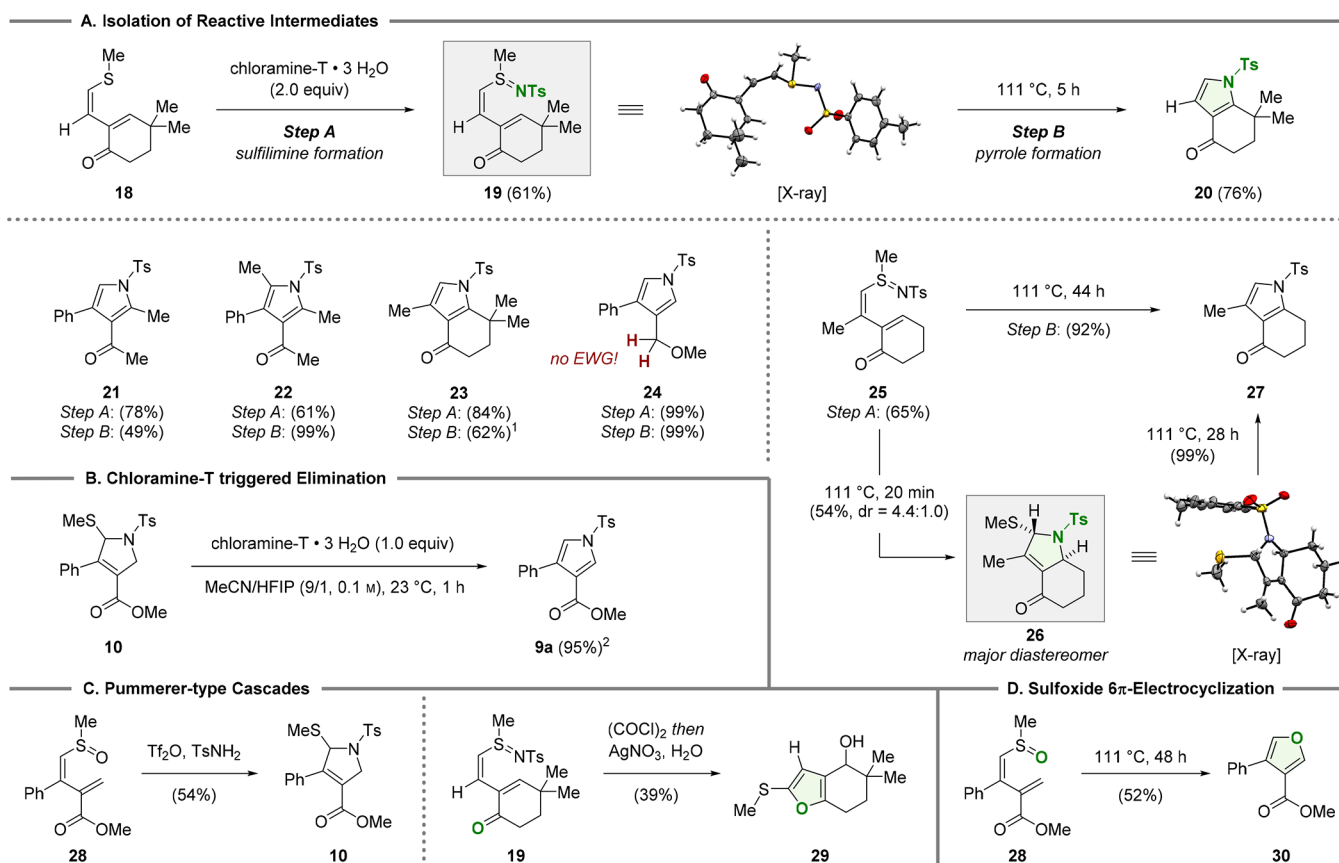 A. Isolation of Reactive Intermediates
Me
S
H
Me
Me
O
18
chloramine-T • 3 H2O
(2.0 equiv)
Step A
sulfilimine formation
Me
S
NTs
H
Me
Me
O
19 (61%)
[X-ray]
111 °C, 5 h
Step B
pyrrole formation
Ts
N
H
Me
Me
O
20 (76%)
Ts
N
Me
Ph
O
Me
21
Step A: (78%)
Step B: (49%)
Me
Ts
N
Me
Ph
O
Me
22
Step A: (61%)
Step B: (99%)
Ts
N
Me
Me
Me
O
23
Step A: (84%)
Step B: (62%)1
Ts
N
Ph
H
H
OMe
no EWG!
24
Step A: (99%)
Step B: (99%)
Me
S
NTs
Me
O
25
Step A: (65%)
111 °C, 44 h
Step B: (92%)
Ts
N
Me
O
27
111 °C, 28 h
(99%)
111 °C, 20 min
(54%, dr = 4.4:1.0)
H
MeS
Ts
N
H
Me
O
26
major diastereomer
[X-ray]
B. Chloramine-T triggered Elimination
MeS
Ts
N
Ph
O
OMe
10
chloramine-T • 3 H2O (1.0 equiv)
MeCN/HFIP (9/1, 0.1 M), 23 °C, 1 h
Ts
N
Ph
O
OMe
9a (95%)2
C. Pummerer-type Cascades
Me
S
O
Ph
O
OMe
28
Tf2O, TsNH2
(54%)
MeS
Ts
N
Ph
O
OMe
10
Me
S
NTs
H
Me
Me
O
19
(COCl)2 then
AgNO3, H2O
(39%)
H
OH
Me
Me
S
O
Me
29
D. Sulfoxide 6π-Electrocyclization
Me
S
O
Ph
O
OMe
28
111 °C, 48 h
(52%)
O
Ph
O
OMe
30